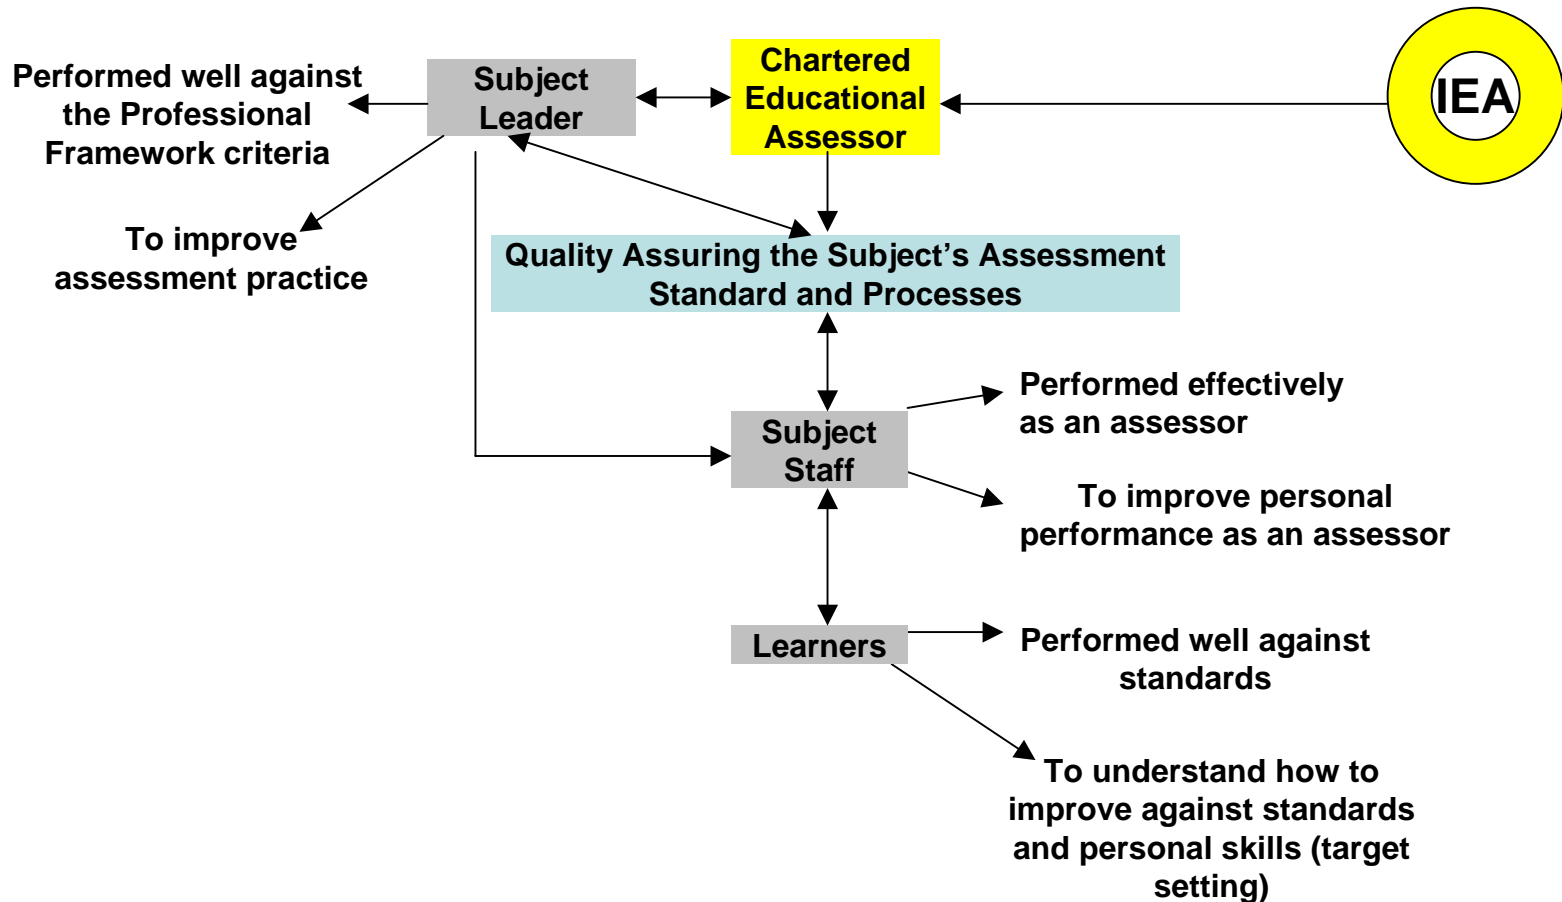 Performed well against
the Professional
Framework criteria
Subject
Leader
Chartered
Educational
Assessor
IEA
To improve
assessment practice
Quality Assuring the Subject’s Assessment
Standard and Processes
Performed effectively
as an assessor
Subject
Staff
To improve personal
performance as an assessor
Learners
Performed well against
standards
To understand how to
improve against standards
and personal skills (target
setting)